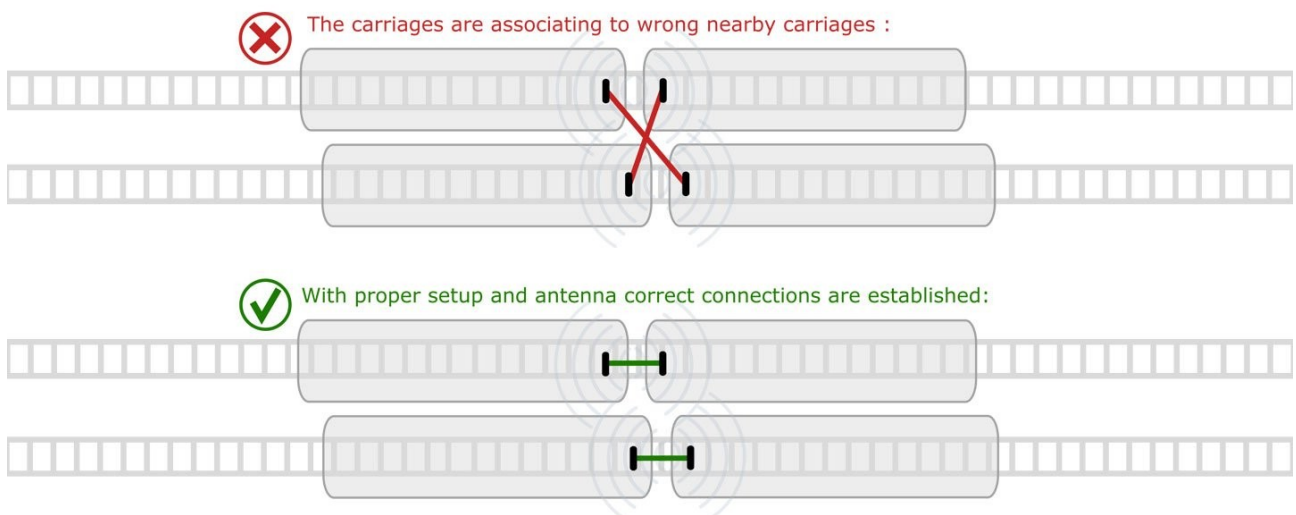 The carriages are associating to wrong nearby carriages :
With proper setup and antenna correct connections are established: